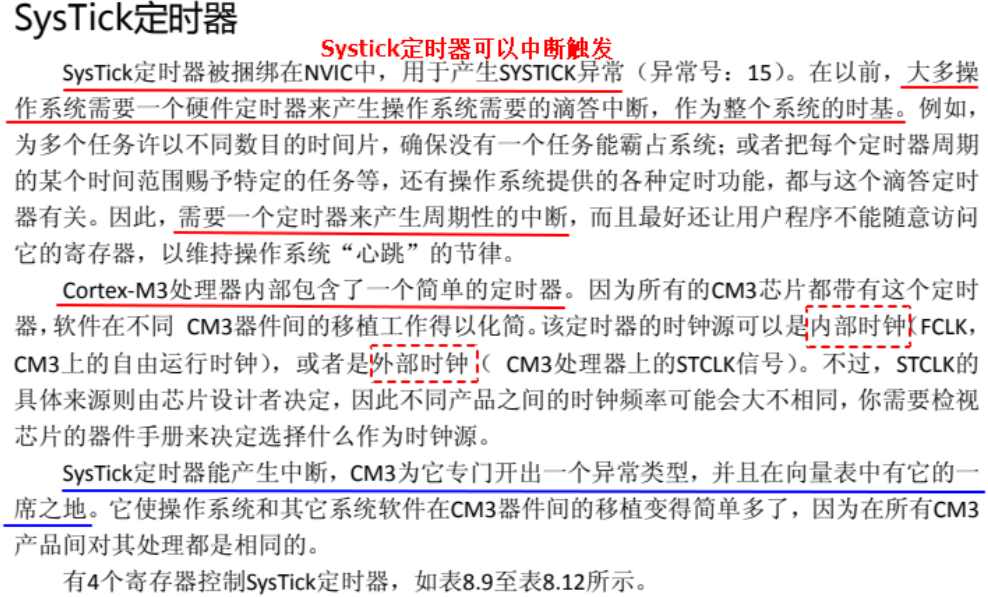 SysTick定时器
Systick定时器可以中断触发
SysTick定时器被捆绑在NVIC中，用于产生SYSTICK异常（异常号：15）。在以前，大多操
作系统需要一个硬件定时器来产生操作系统需要的滴答中断，作为整个系统的时基。例如，
为多个任务许以不同数目的时间片，确保没有一个任务能霸占系统；或者把每个定时器周期
的某个时间范围赐予特定的任务等，还有操作系统提供的各种定时功能，都与这个滴答定时
器有关。因此，需要一个定时器来产生周期性的中断，而且最好还让用户程序不能随意访问
它的寄存器，以维持操作系统“心跳”的节律。
Cortex-M3处理器内部包含了一个简单的定时器。因为所有的CM3芯片都带有这个定时
器，软件在不同 CM3器件间的移植工作得以化简。该定时器的时钟源可以是内部时钟（FCLK，
CM3上的自由运行时钟），或者是外部时钟（ CM3处理器上的STCLK信号）。不过，STCLK的
具体来源则由芯片设计者决定，因此不同产品之间的时钟频率可能会大不相同，你需要检视
芯片的器件手册来决定选择什么作为时钟源。
SysTick定时器能产生中断，CM3为它专门开出一个异常类型，并且在向量表中有它的一
席之地。它使操作系统和其它系统软件在CM3器件间的移植变得简单多了，因为在所有CM3
产品间对其处理都是相同的。
有4个寄存器控制SysTick定时器，如表8.9至表8.12所示。